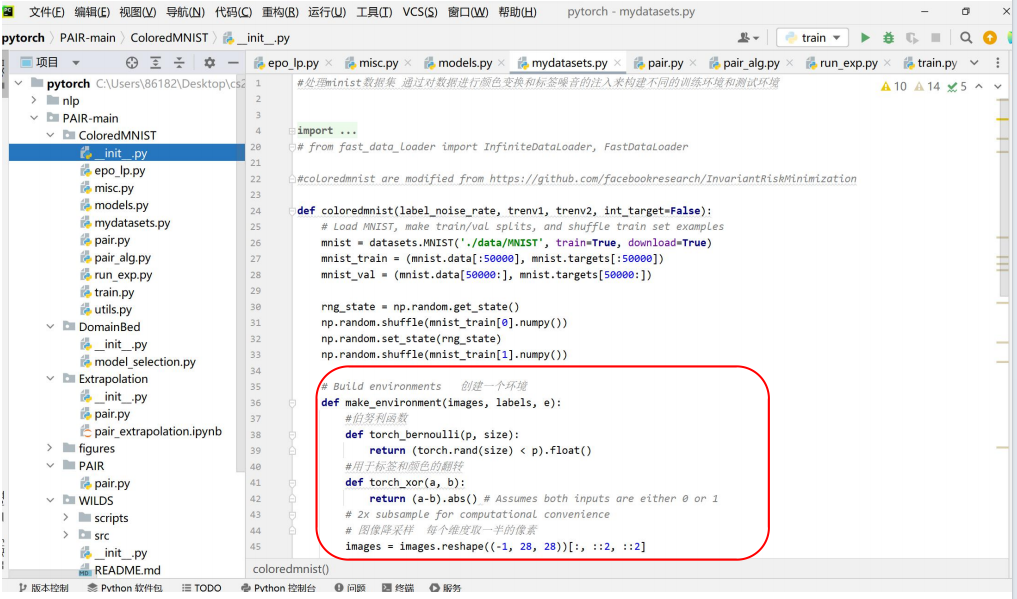 文件(F) 编辑(E) 视图(V) 导航(N) 代码(C) 重构(R) 运行(U) 工具(T) VCS(S) 窗口(W) 帮助(H) pytorch - mydatasets.py
pytorch PAIR-main ColoredMNIST __init__.py train
项目 epo_lp.py misc.py models.py mydatasets.py pair.py pair_alg.py run_exp.py train.py
pytorch C:\Users\86182\Desktop\cs2
nlp
PAIR-main
ColoredMNIST
__init__.py
epo_lp.py
misc.py
models.py
mydatasets.py
pair.py
pair_alg.py
run_exp.py
train.py
utils.py
DomainBed
__init__.py
model_selection.py
Extrapolation
__init__.py
pair.py
pair_extrapolation.ipynb
figures
PAIR
pair.py
WILDS
scripts
src
__init__.py
README.md
10 14 5
1 #处理minist数据集 通过对数据进行颜色变换和标签噪音的注入来构建不同的训练环境和测试环境
2
3
4 import ...
20 # from fast_data_loader import InfiniteDataLoader, FastDataLoader
21
22 #coloredmnist are modified from https://github.com/facebookresearch/InvariantRiskMinimization
23
24 def coloredmnist(label_noise_rate, trenv1, trenv2, int_target=False):
25 # Load MNIST, make train/val splits, and shuffle train set examples
26 mnist = datasets.MNIST('./data/MNIST', train=True, download=True)
27 mnist_train = (mnist.data[:50000], mnist.targets[:50000])
28 mnist_val = (mnist.data[50000:], mnist.targets[50000:])
29
30 rng_state = np.random.get_state()
31 np.random.shuffle(mnist_train[0].numpy())
32 np.random.set_state(rng_state)
33 np.random.shuffle(mnist_train[1].numpy())
34
35 # Build environments 创建一个环境
36 def make_environment(images, labels, e):
37 #伯努利函数
38 def torch_bernoulli(p, size):
39 return (torch.rand(size) < p).float()
40 #用于标签和颜色的翻转
41 def torch_xor(a, b):
42 return (a-b).abs() # Assumes both inputs are either 0 or 1
43 # 2x subsample for computational convenience
44 # 图像降采样 每个维度取一半的像素
45 images = images.reshape((-1, 28, 28))[:, ::2, ::2]
coloredmnist()
版本控制 Python 软件包 TODO Python 控制台 问题 终端 服务